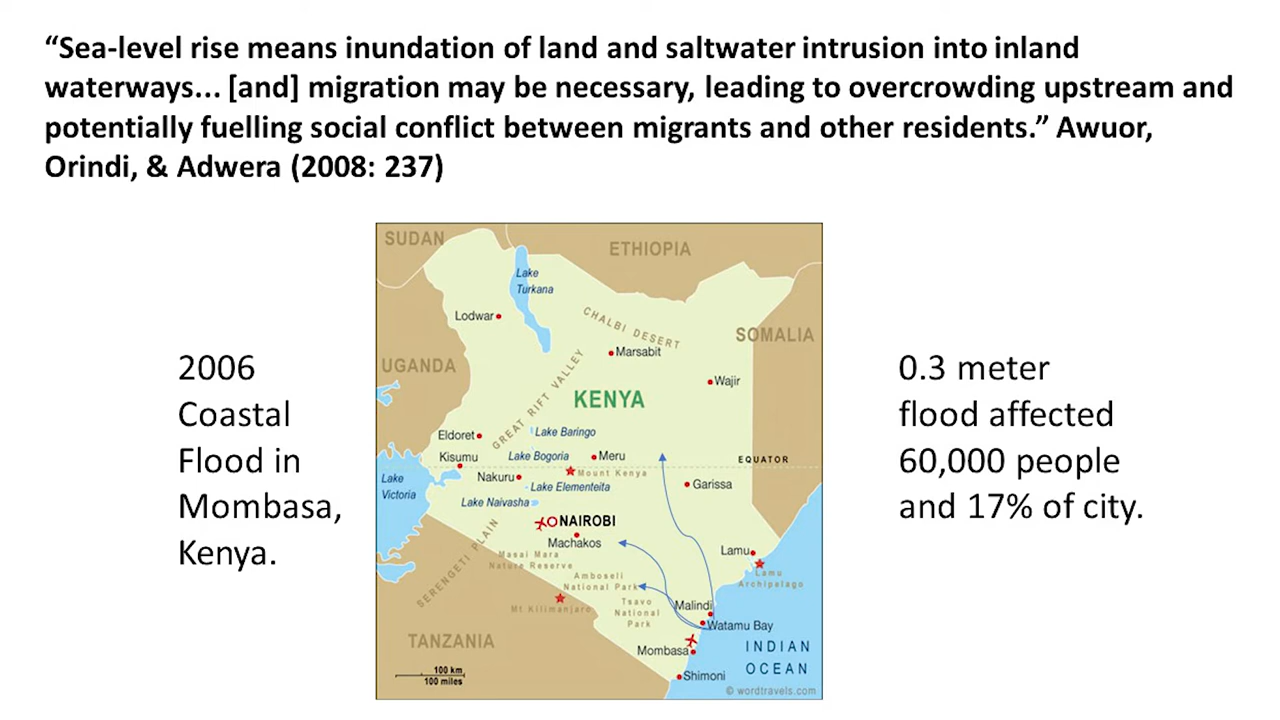 “Sea-level rise means inundation of land and saltwater intrusion into inland
waterways... [and] migration may be necessary, leading to overcrowding upstream and
potentially fuelling social conflict between migrants and other residents.” Awuor,
Orindi, & Adwera (2008: 237)
2006
Coastal
Flood in
Mombasa,
Kenya.
SUDAN
ETHIOPIA
Lake
Turkana
Lodwar
CHALBI DESERT
SOMALIA
Marsabit
UGANDA
Wajir
GREAT RIFT VALLEY
KENYA
Eldoret
Lake Baringo
Kisumu
Lake Bogoria
Meru
EQUATOR
Mount Kenya
Lake
Victoria
Nakuru
Lake Elementeita
Garissa
Lake Naivasha
NAIROBI
Machakos
SERENGETI PLAIN
Masai Mara
Nature Reserve
Lamu
Lamu
Archipalago
Amboseli
National Park
Mt Kilimanjaro
Tsavo
National
Park
Malindi
Watamu Bay
TANZANIA
Mombasa
INDIAN
OCEAN
Shimoni
100 km
100 miles
© wordtravels.com
0.3 meter
flood affected
60,000 people
and 17% of city.